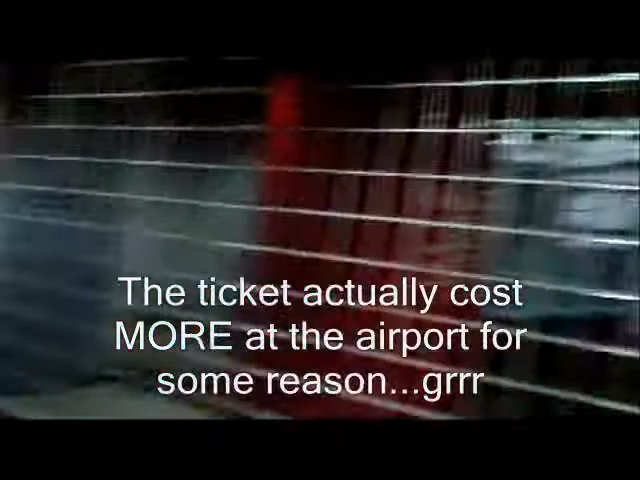 The ticket actually cost
MORE at the airport for
some reason...grrr